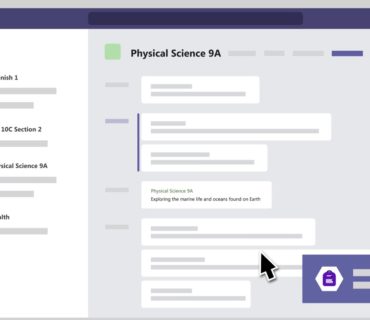 Physical Science 9A
nish 1
10C Section 2
ysical Science 9A
alth
Physical Science 9A
Exploring the marine life and oceans found on Earth